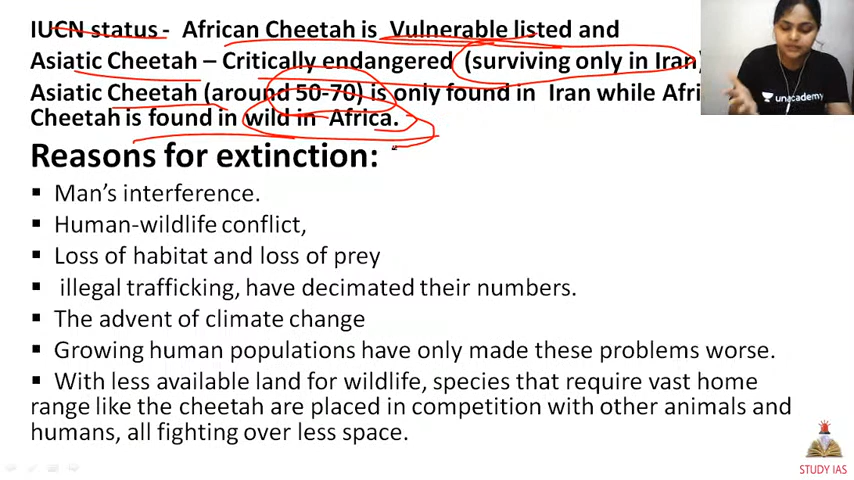 IUCN status - African Cheetah is Vulnerable listed and
Asiatic Cheetah – Critically endangered (surviving only in Iran)
Asiatic Cheetah (around 50-70) is only found in Iran while
Cheetah is found in wild in Africa.
Reasons for extinction:
▪ Man's interference.
▪ Human-wildlife conflict,
▪ Loss of habitat and loss of prey
▪ illegal trafficking, have decimated their numbers.
▪ The advent of climate change
▪ Growing human populations have only made these problems worse.
▪ With less available land for wildlife, species that require vast home
range like the cheetah are placed in competition with other animals and
humans, all fighting over less space.
unacademy
STUDY IAS